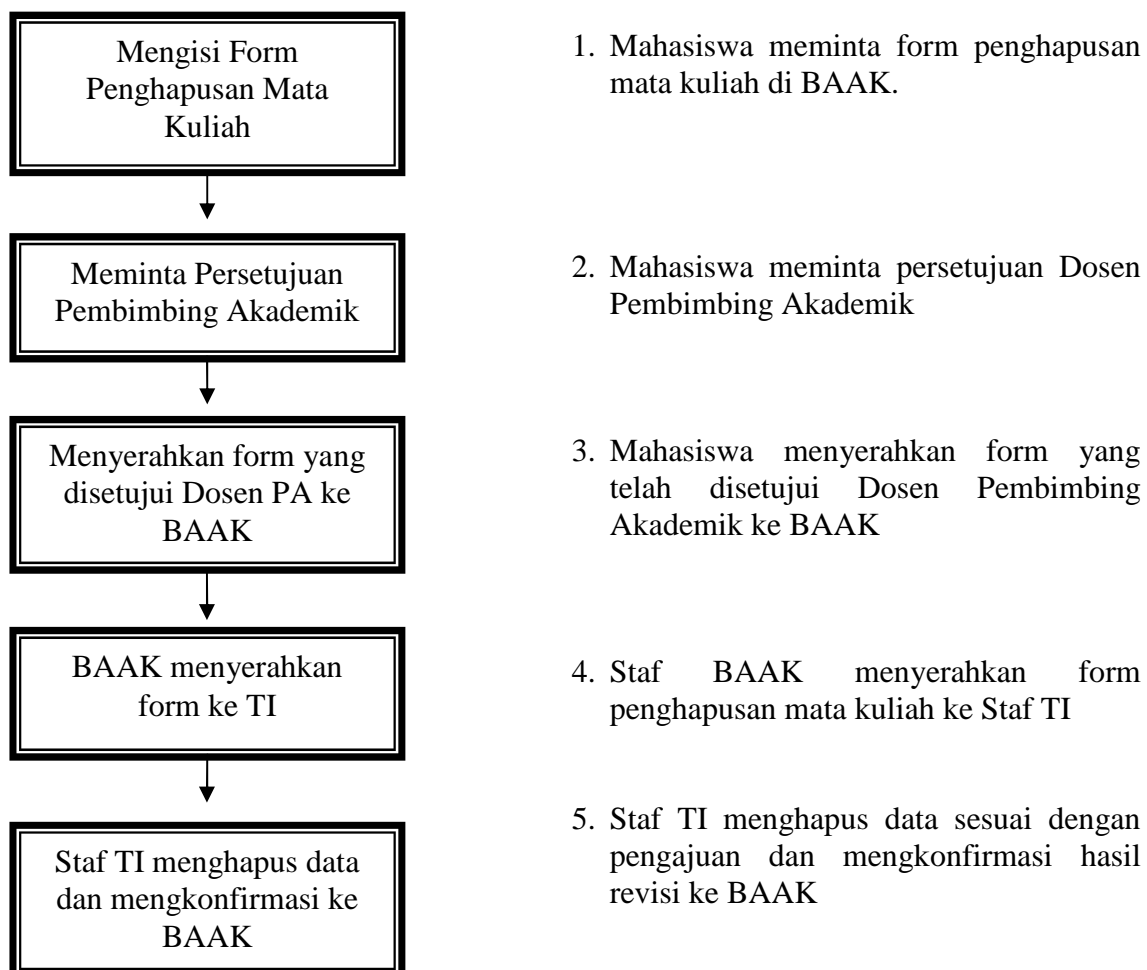 Mengisi Form
Penghapusan Mata
Kuliah
1. Mahasiswa meminta form penghapusan
mata kuliah di BAAK.
Meminta Persetujuan
Pembimbing Akademik
2. Mahasiswa meminta persetujuan Dosen
Pembimbing Akademik
Menyerahkan form yang
disetujui Dosen PA ke
BAAK
3. Mahasiswa menyerahkan form yang
telah disetujui Dosen Pembimbing
Akademik ke BAAK
BAAK menyerahkan
form ke TI
4. Staf BAAK menyerahkan form
penghapusan mata kuliah ke Staf TI
Staf TI menghapus data
dan mengkonfirmasi ke
BAAK
5. Staf TI menghapus data sesuai dengan
pengajuan dan mengkonfirmasi hasil
revisi ke BAAK